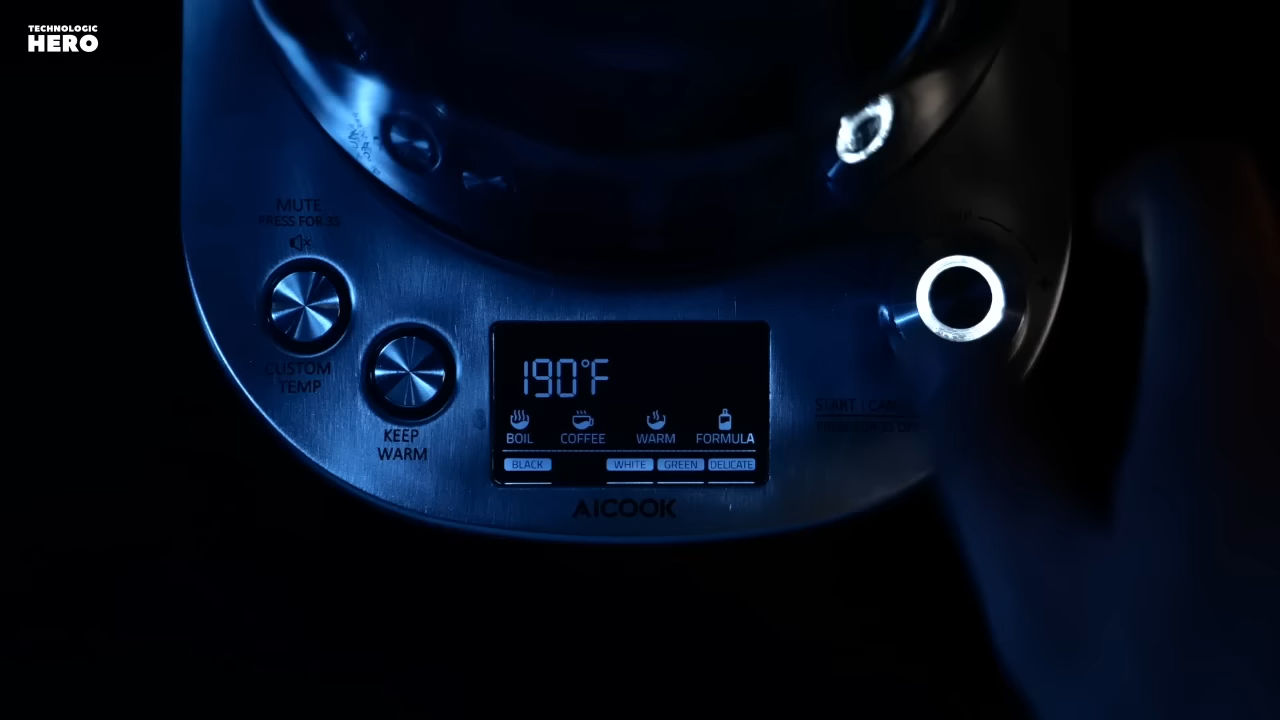 TECHNOLOGIC
HERO
MUTE
PRESS FOR 3S
CUSTOM
TEMP
KEEP
WARM
190°F
BOIL COFFEE WARM FORMULA
BLACK WHITE GREEN DELICATE
AICOOK
START